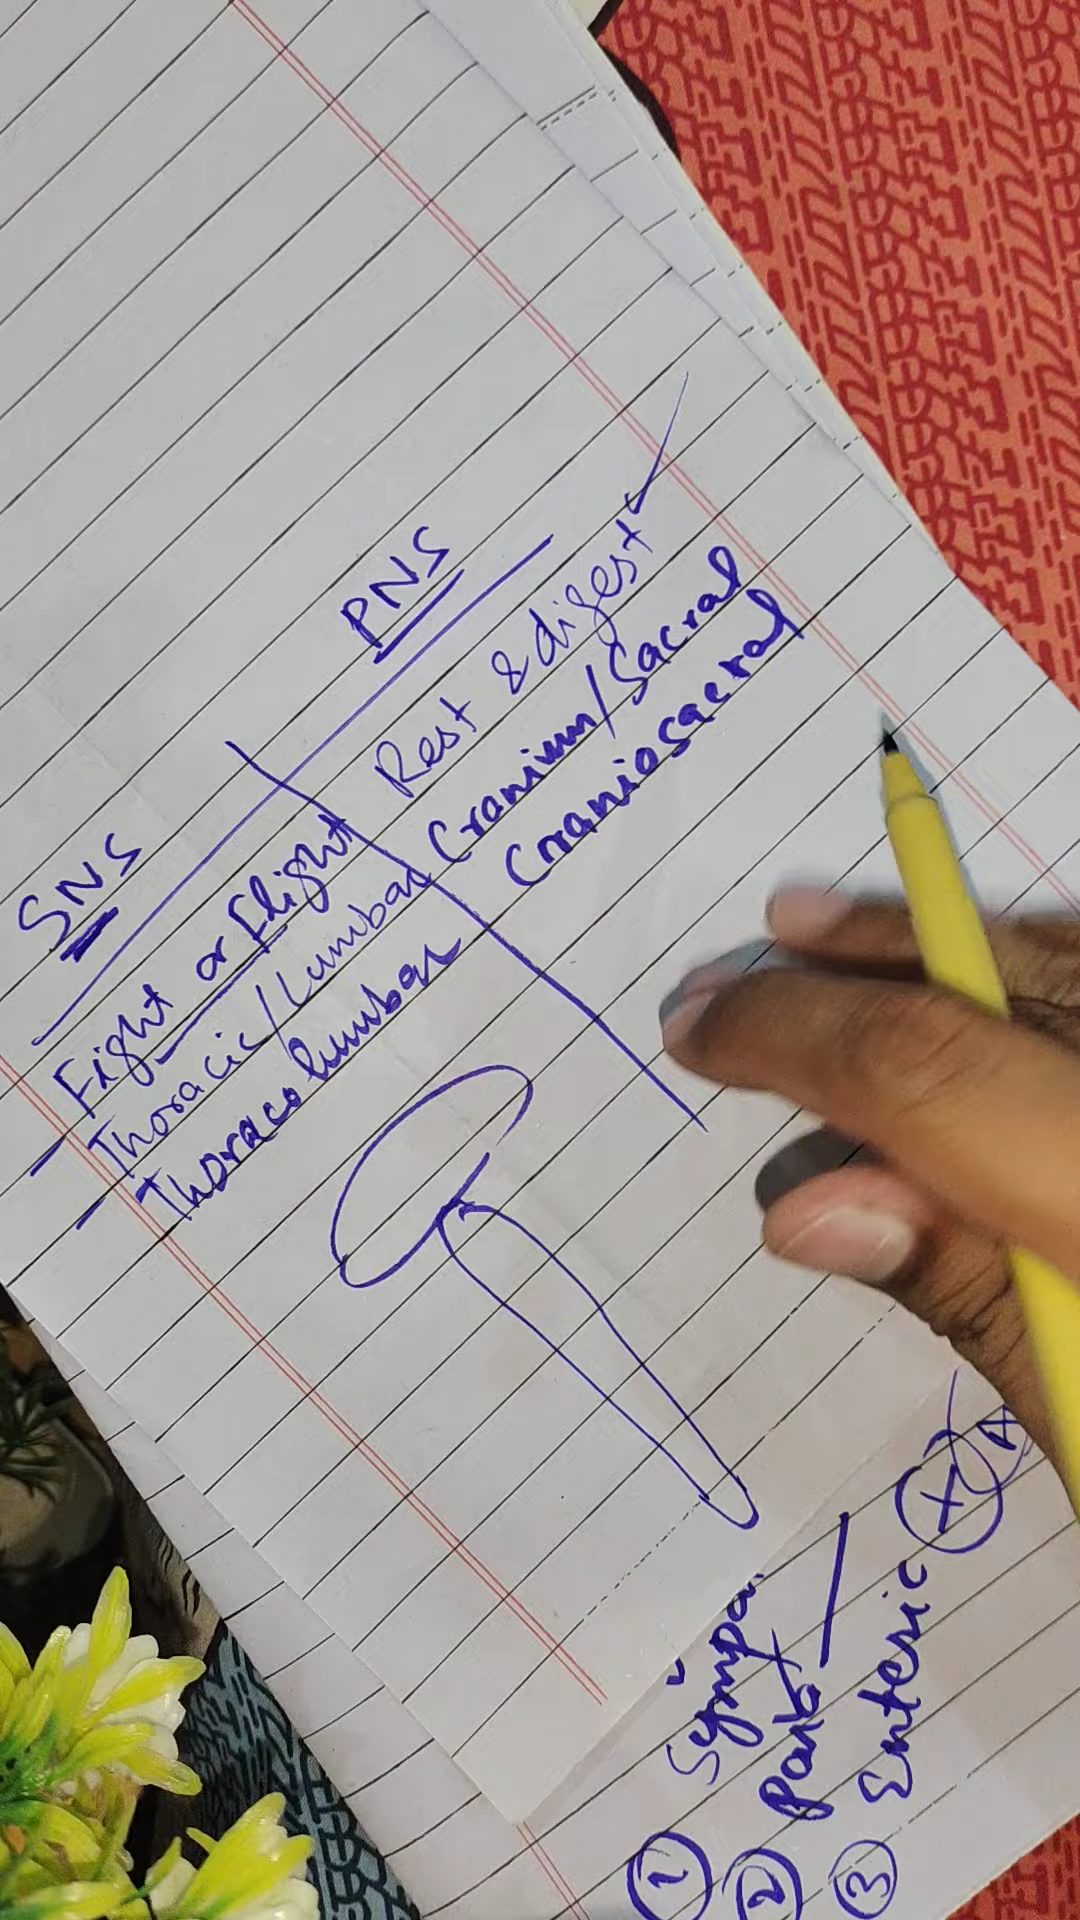 SNS PNS
Fight or Flight Rest & digest
- Thoracic/Lumbar Cranium/Sacral
- Thoracolumbar Craniosacral
① Sympa.
② Para
③ Enteric